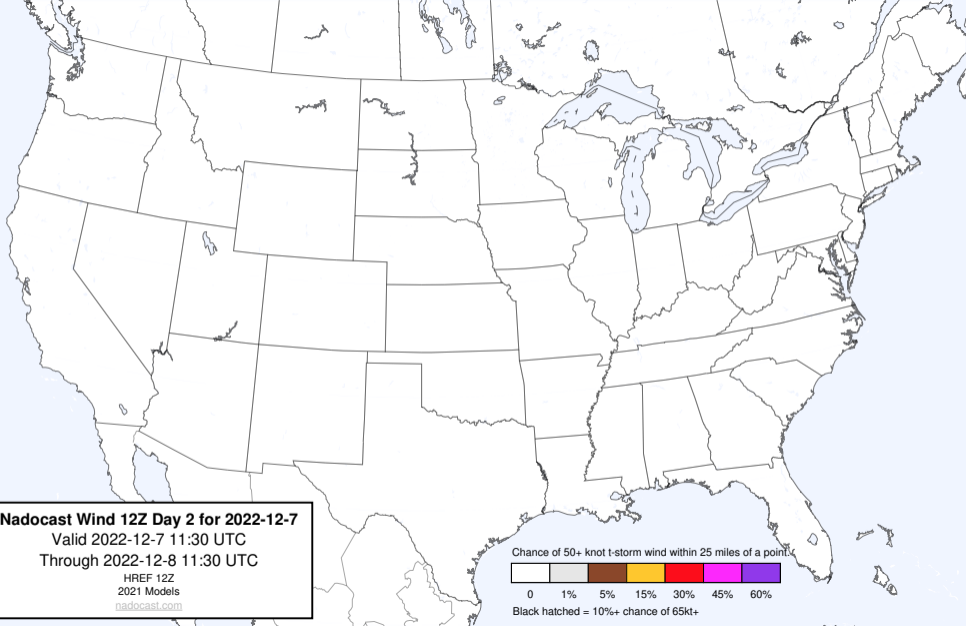 Nadocast Wind 12Z Day 2 for 2022-12-7
Valid 2022-12-7 11:30 UTC
Through 2022-12-8 11:30 UTC
HREF 12Z
2021 Models
nadocast.com
Chance of 50+ knot t-storm wind within 25 miles of a point.
0 1% 5% 15% 30% 45% 60%
Black hatched = 10%+ chance of 65kt+